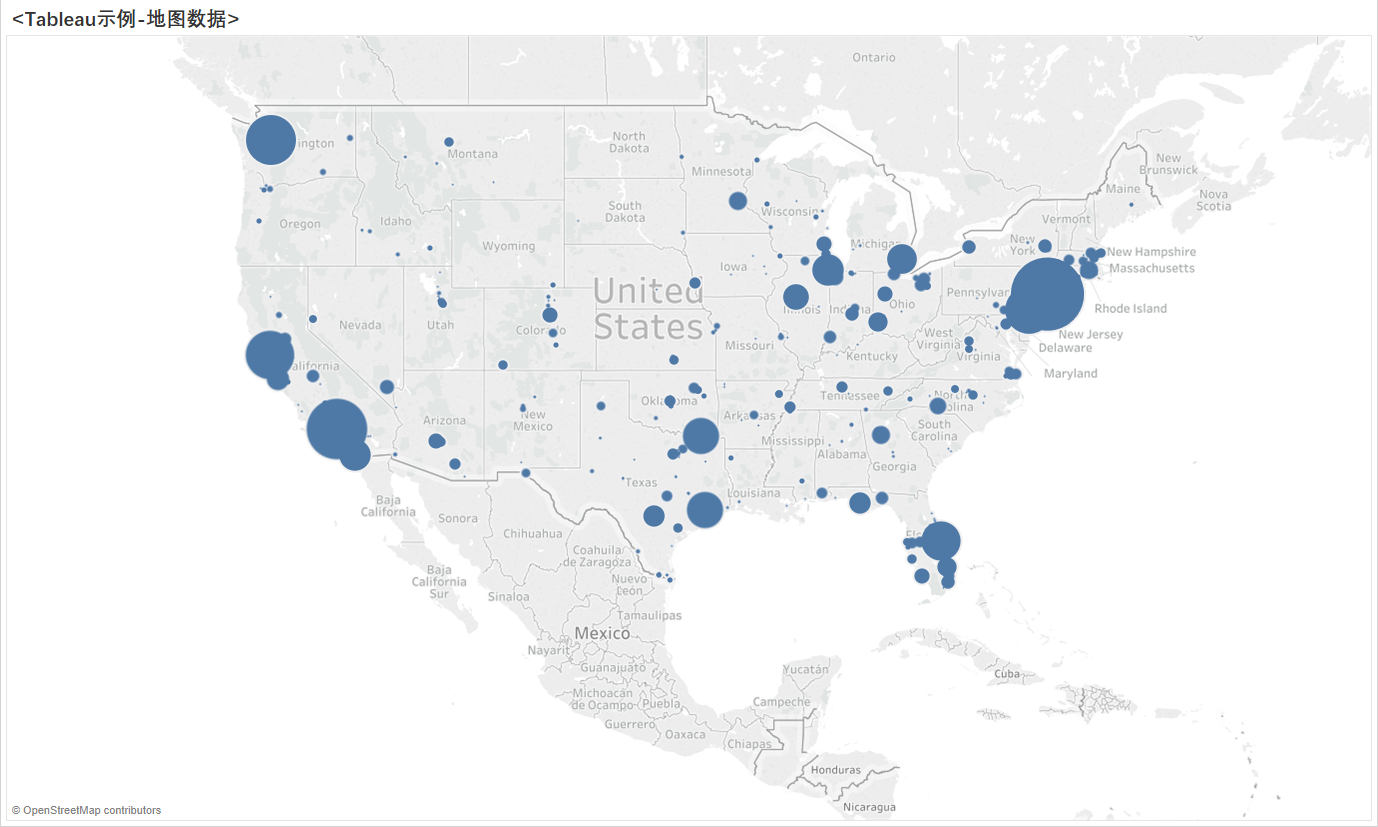 <Tableau示例-地图数据>
Ontario
ington
Montana
North
Dakota
Minnesota
New
Brunswick
Maine
Nova
Scotia
Oregon
Idaho
South
Dakota
Wisconsin
Vermont
Michigan
New
York
New Hampshire
Massachusetts
Wyoming
Iowa
United
States
Pennsylvan
Rhode Island
Nevada
Utah
Colorado
Ohio
Illinois
India
West
Virginia
New Jersey
Delaware
Missouri
Kentucky
Virginia
Maryland
alifornia
Oklahoma
Tennessee
North
olina
Arizona
New
Mexico
Arkansas
South
Carolina
Mississippi
Alabama
Georgia
Texas
Louisiana
Baja
California
Sonora
Chihuahua
Flo
Coahuila
de Zaragoza
Baja
California
Sur
Nuevo
León
Sinaloa
Tamaulipas
Mexico
Nayarit
Guanajuato
Yucatán
Cuba
Michoacán
de Ocampo
Puebla
Campeche
Guerrero
Oaxaca
Chiapas
Honduras
Nicaragua
© OpenStreetMap contributors